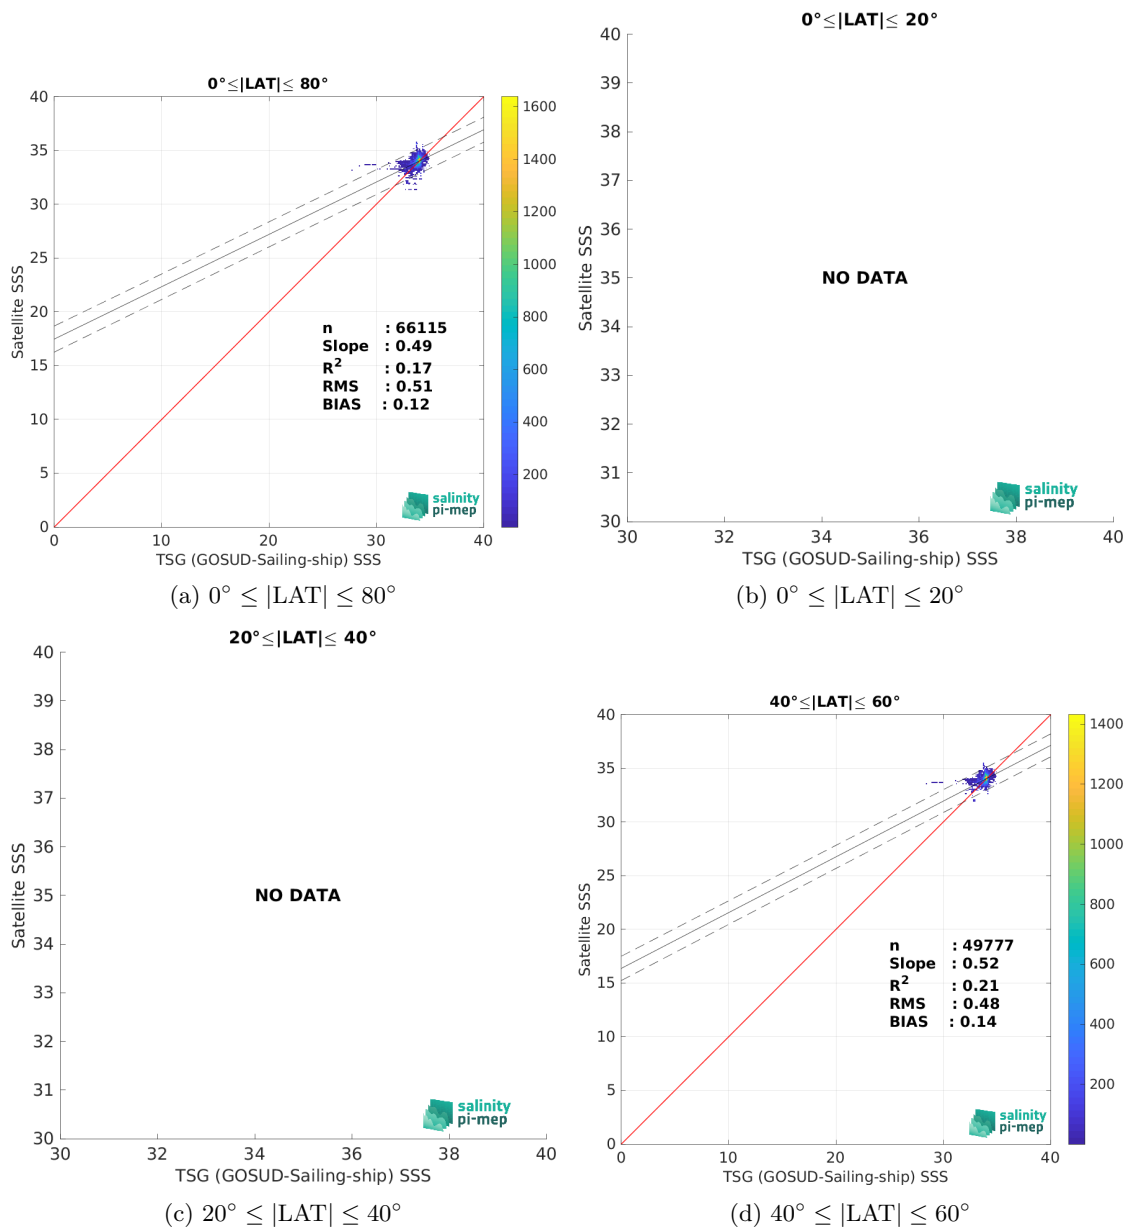 0°≤|LAT|≤ 80°
40
35
30
25
20
15
10
5
0
Satellite SSS
n : 66115
Slope : 0.49
R² : 0.17
RMS : 0.51
BIAS : 0.12
1600
1400
1200
1000
800
600
400
200
salinity
pi-mep
0 10 20 30 40
TSG (GOSUD-Sailing-ship) SSS
(a) 0° ≤ |LAT| ≤ 80°
0°≤|LAT|≤ 20°
40
39
38
37
36
35
34
33
32
31
30
Satellite SSS
NO DATA
salinity
pi-mep
30 32 34 36 38 40
TSG (GOSUD-Sailing-ship) SSS
(b) 0° ≤ |LAT| ≤ 20°
20°≤|LAT|≤ 40°
40
39
38
37
36
35
34
33
32
31
30
Satellite SSS
NO DATA
salinity
pi-mep
30 32 34 36 38 40
TSG (GOSUD-Sailing-ship) SSS
(c) 20° ≤ |LAT| ≤ 40°
40°≤|LAT|≤ 60°
40
35
30
25
20
15
10
5
0
Satellite SSS
n : 49777
Slope : 0.52
R² : 0.21
RMS : 0.48
BIAS : 0.14
1400
1200
1000
800
600
400
200
salinity
pi-mep
0 10 20 30 40
TSG (GOSUD-Sailing-ship) SSS
(d) 40° ≤ |LAT| ≤ 60°